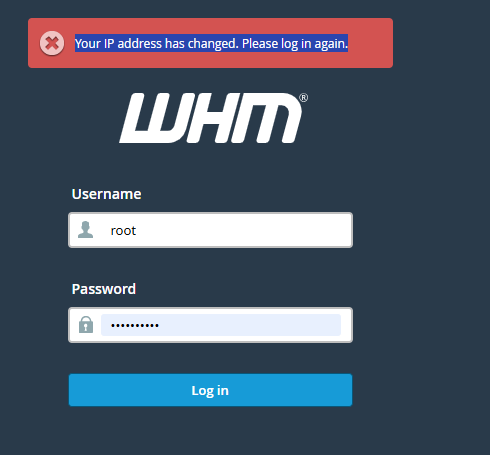 Your IP address has changed. Please log in again.
WHM®
Username
root
Password
••••••••••
Log in